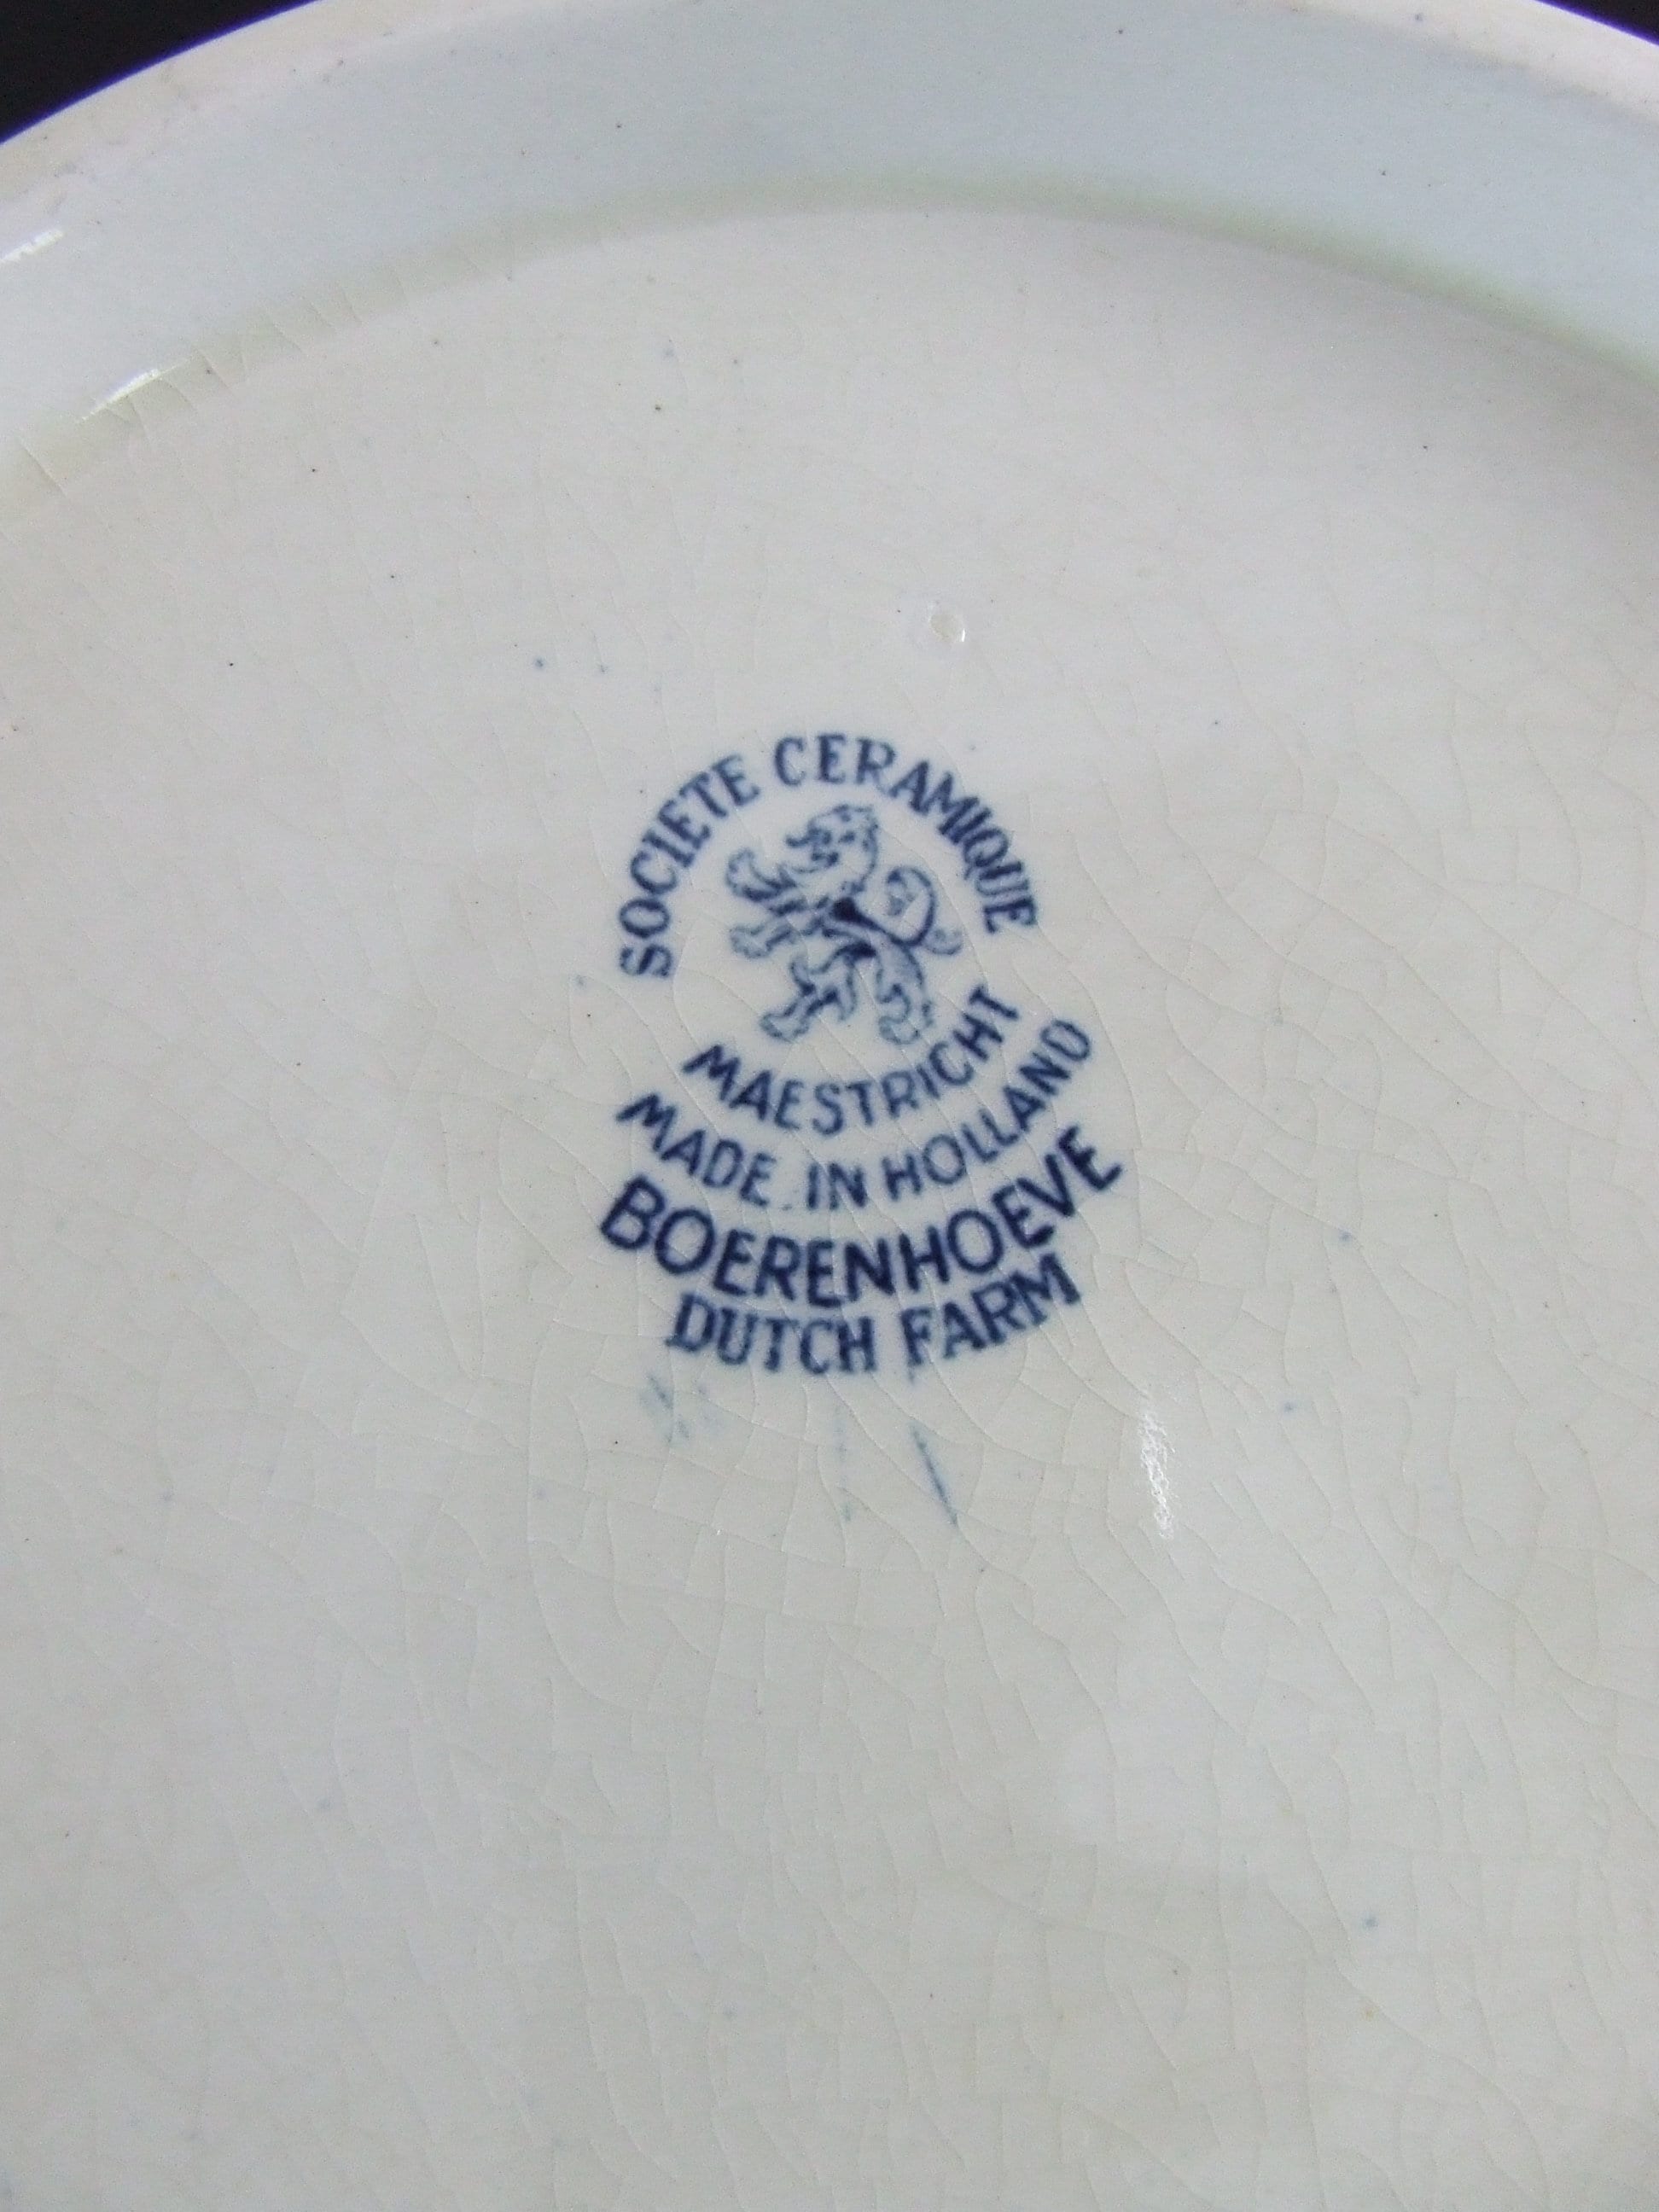 SOCIETE CERAMIQUE
MAESTRICHT
MADE IN HOLLAND
BOERENHOEVE
DUTCH FARM